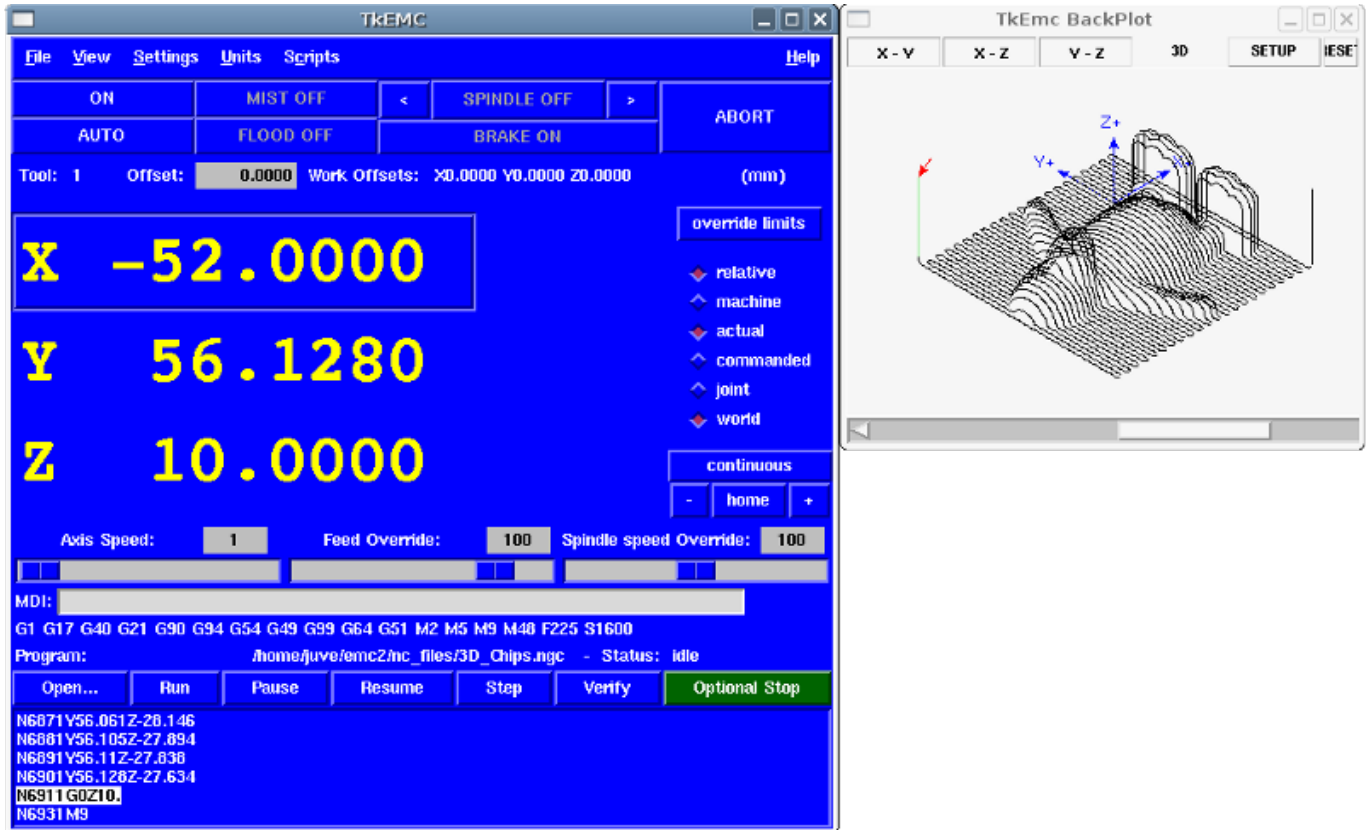 TkEMC
File View Settings Units Scripts Help
ON MIST OFF < SPINDLE OFF > ABORT
AUTO FLOOD OFF BRAKE ON
Tool: 1 Offset: 0.0000 Work Offsets: X0.0000 Y0.0000 Z0.0000 (mm)
override limits
X -52.0000
relative
machine
Y 56.1280
actual
commanded
joint
world
Z 10.0000
continuous
- home +
Axis Speed: 1 Feed Override: 100 Spindle speed Override: 100
MDI:
G1 G17 G40 G21 G90 G94 G54 G49 G99 G64 G51 M2 M5 M9 M48 F225 S1600
Program: /home/juve/emc2/nc_files/3D_Chips.ngc - Status: idle
Open... Run Pause Resume Step Verify Optional Stop
N6871Y56.061Z-28.146
N6881Y56.105Z-27.894
N6891Y56.11Z-27.838
N6901Y56.128Z-27.634
N6911G0Z10.
N6931M9
TkEmc BackPlot
X - Y X - Z Y - Z 3D SETUP
Z+
Y+ X+